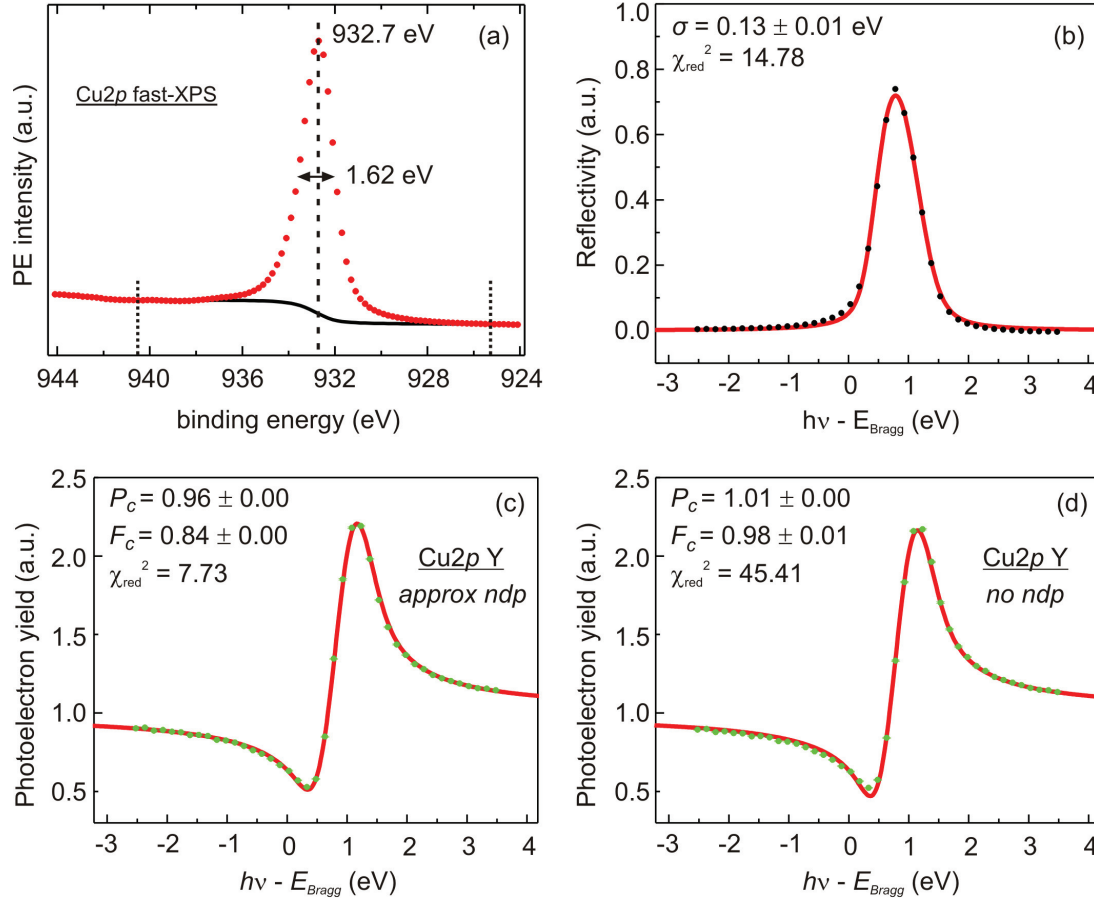 (a)
932.7 eV
Cu2p fast-XPS
1.62 eV
PE intensity (a.u.)
944 940 936 932 928 924
binding energy (eV)
(b)
σ = 0.13 ± 0.01 eV
χred² = 14.78
Reflectivity (a.u.)
1.0
0.8
0.6
0.4
0.2
0.0
-3 -2 -1 0 1 2 3 4
hν - EBragg (eV)
(c)
Pc = 0.96 ± 0.00
Fc = 0.84 ± 0.00
χred² = 7.73
Cu2p Y
approx ndp
Photoelectron yield (a.u.)
2.5
2.0
1.5
1.0
0.5
-3 -2 -1 0 1 2 3 4
hν - EBragg (eV)
(d)
Pc = 1.01 ± 0.00
Fc = 0.98 ± 0.01
χred² = 45.41
Cu2p Y
no ndp
Photoelectron yield (a.u.)
2.5
2.0
1.5
1.0
0.5
-3 -2 -1 0 1 2 3 4
hν - EBragg (eV)